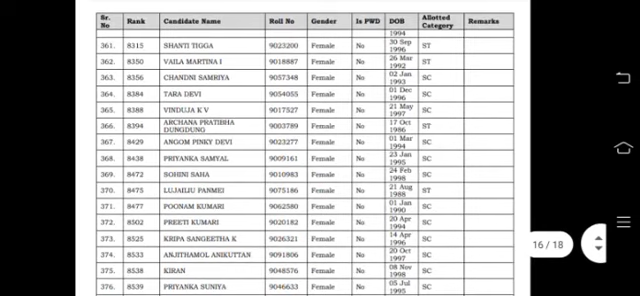 Sr. No Rank Candidate Name Roll No Gender Is PWD DOB Allotted Category Remarks
1994
361. 8315 SHANTI TIGGA 9023200 Female No 30 Sep 1996 ST
362. 8350 VAILA MARTINA I 9018887 Female No 26 Mar 1992 ST
363. 8356 CHANDNI SAMRIYA 9057348 Female No 02 Jan 1993 SC
364. 8384 TARA DEVI 9054055 Female No 01 Dec 1996 SC
365. 8388 VINDUJA K V 9017527 Female No 21 May 1997 SC
366. 8394 ARCHANA PRATIBHA DUNGDUNG 9003789 Female No 17 Oct 1986 ST
367. 8429 ANGOM PINKY DEVI 9023277 Female No 01 Mar 1994 SC
368. 8438 PRIYANKA SAMYAL 9009161 Female No 23 Jan 1995 SC
369. 8472 SOHINI SAHA 9010983 Female No 24 Feb 1998 SC
370. 8475 LUJAILIU PANMEI 9075186 Female No 21 Aug 1988 ST
371. 8477 POONAM KUMARI 9062580 Female No 01 Jan 1990 SC
372. 8502 PREETI KUMARI 9020182 Female No 20 Apr 1994 SC
373. 8525 KRIPA SANGEETHA K 9026321 Female No 14 Apr 1996 SC
374. 8533 ANJITHAMOL ANIKUTTAN 9091806 Female No 20 Oct 1997 SC
375. 8538 KIRAN 9048576 Female No 08 Nov 1998 SC
376. 8539 PRIYANKA SUNIYA 9046633 Female No 05 Jul 1995 SC
16 / 18